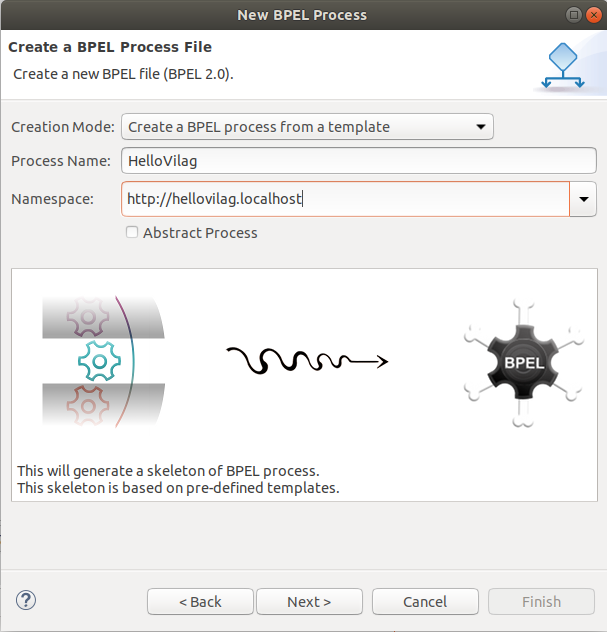 New BPEL Process
Create a BPEL Process File
Create a new BPEL file (BPEL 2.0).
Creation Mode: Create a BPEL process from a template
Process Name: HelloVilag
Namespace: http://hellovilag.localhost
Abstract Process
BPEL
This will generate a skeleton of BPEL process.
This skeleton is based on pre-defined templates.
? < Back Next > Cancel Finish